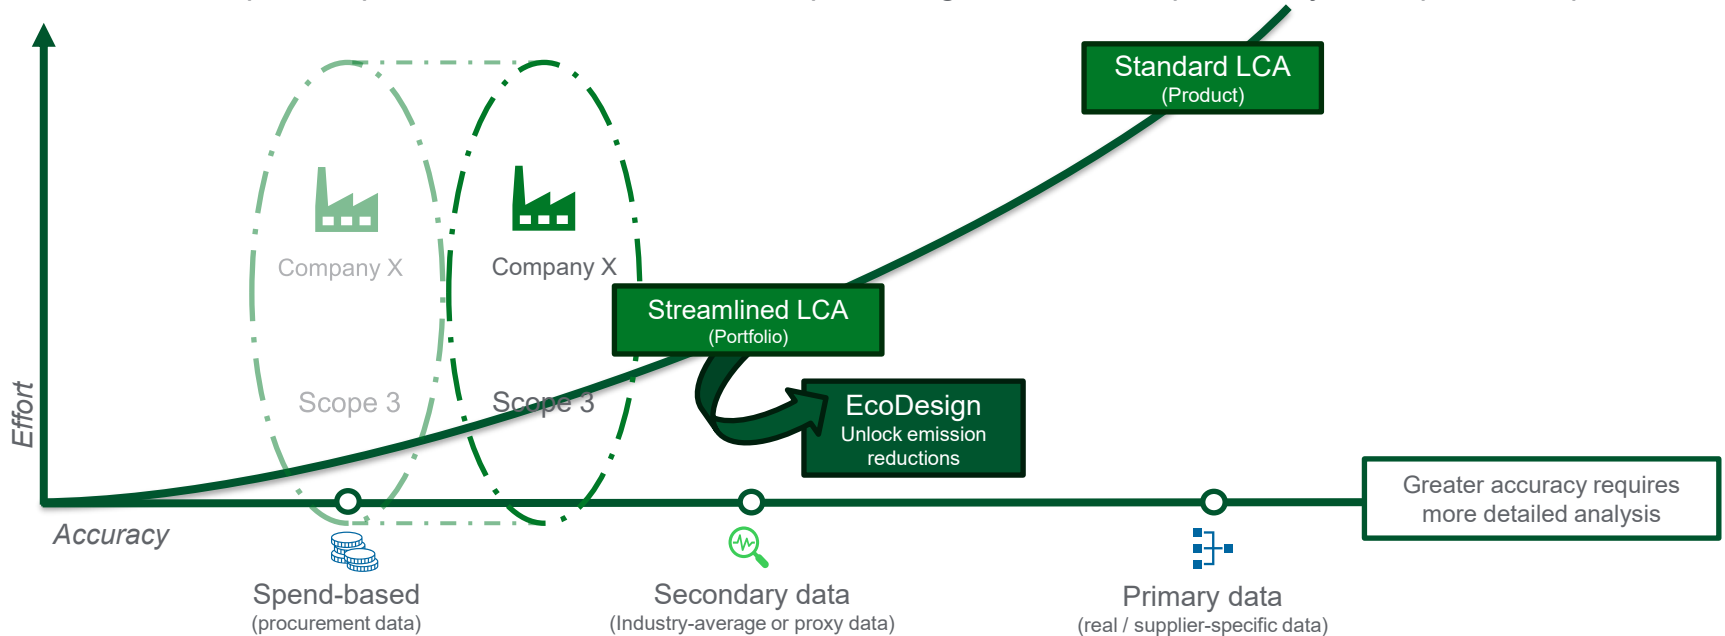 Standard LCA
(Product)
Company X
Company X
Streamlined LCA
(Portfolio)
Scope 3
Scope 3
EcoDesign
Unlock emission
reductions
Effort
Accuracy
Greater accuracy requires
more detailed analysis
Spend-based
(procurement data)
Secondary data
(Industry-average or proxy data)
Primary data
(real / supplier-specific data)